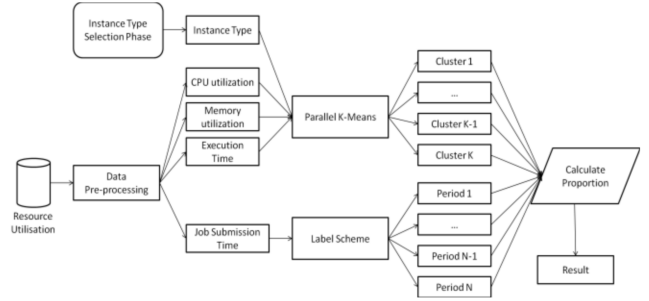 Instance Type
Selection Phase
Instance Type
CPU utilization
Memory
utilization
Execution
Time
Parallel K-Means
Cluster 1
...
Cluster K-1
Cluster K
Resource
Utilisation
Data
Pre-processing
Job Submission
Time
Label Scheme
Period 1
...
Period N-1
Period N
Calculate
Proportion
Result